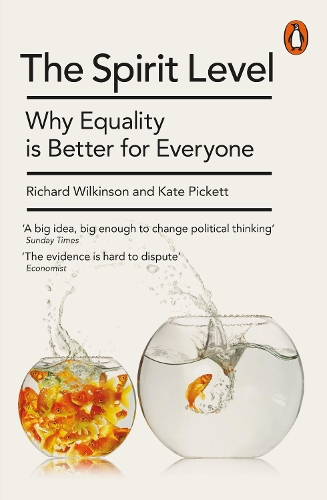 The Spirit Level
Why Equality
is Better for Everyone
Richard Wilkinson and Kate Pickett
‘A big idea, big enough to change political thinking’
Sunday Times
‘The evidence is hard to dispute’
Economist